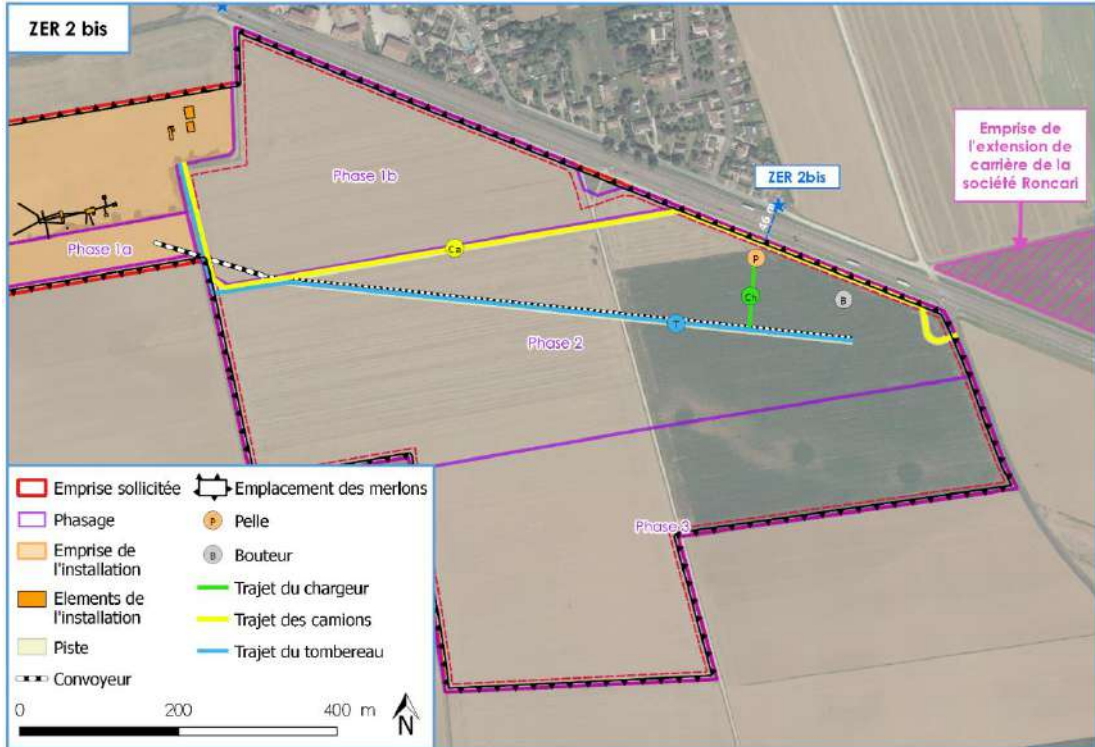 ZER 2 bis
Emprise de
l'extension de
carrière de la
société Roncari
Phase 1b
ZER 2bis
46 m
Ca
Phase 1a
P
Ch
B
T
Phase 2
Phase 3
Emprise sollicitée
Phasage
Emprise de
l'installation
Elements de
l'installation
Piste
Convoyeur
Emplacement des merlons
P Pelle
B Bouteur
Trajet du chargeur
Trajet des camions
Trajet du tombereau
0 200 400 m
N